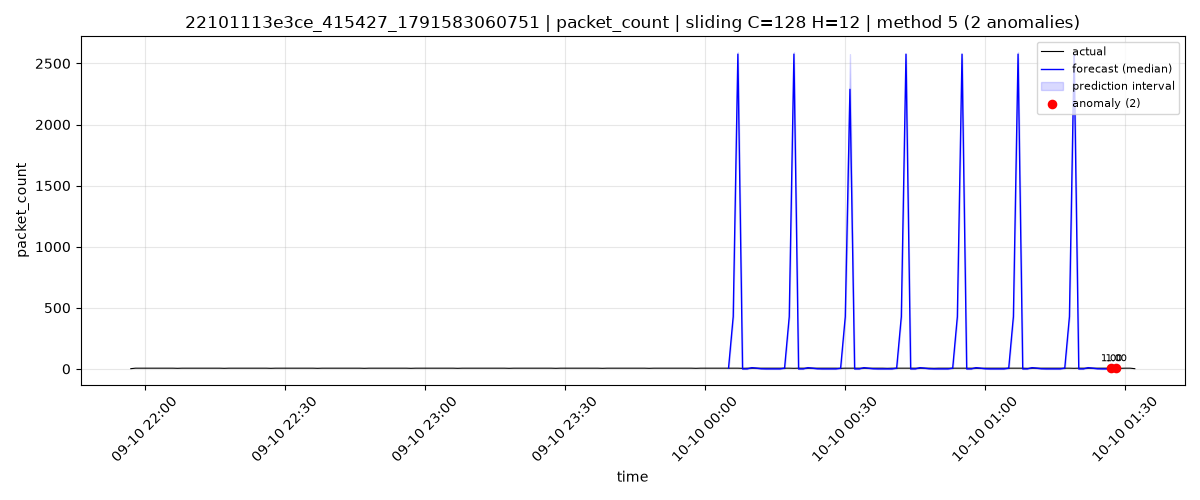 22101113e3ce_415427_1791583060751 | packet_count | sliding C=128 H=12 | method 5 (2 anomalies)
packet_count
2500
2000
1500
1000
500
0
actual
forecast (median)
prediction interval
anomaly (2)
09-10 22:00
09-10 22:30
09-10 23:00
09-10 23:30
10-10 00:00
10-10 00:30
10-10 01:00
10-10 01:30
time